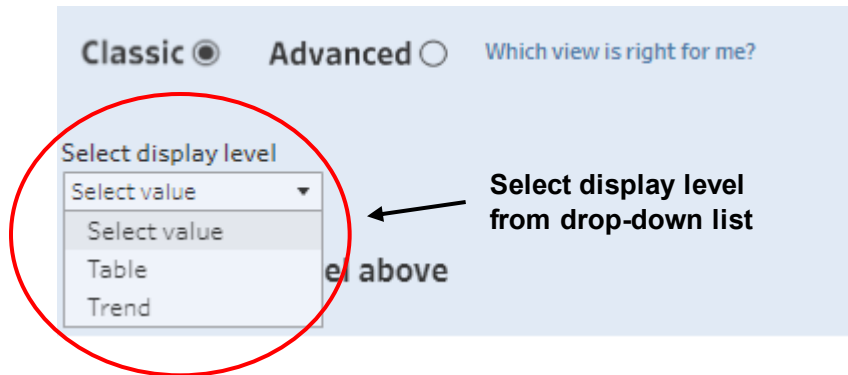 Classic Advanced Which view is right for me?
Select display level
Select value
Select value
Table
Trend
el above
Select display level
from drop-down list